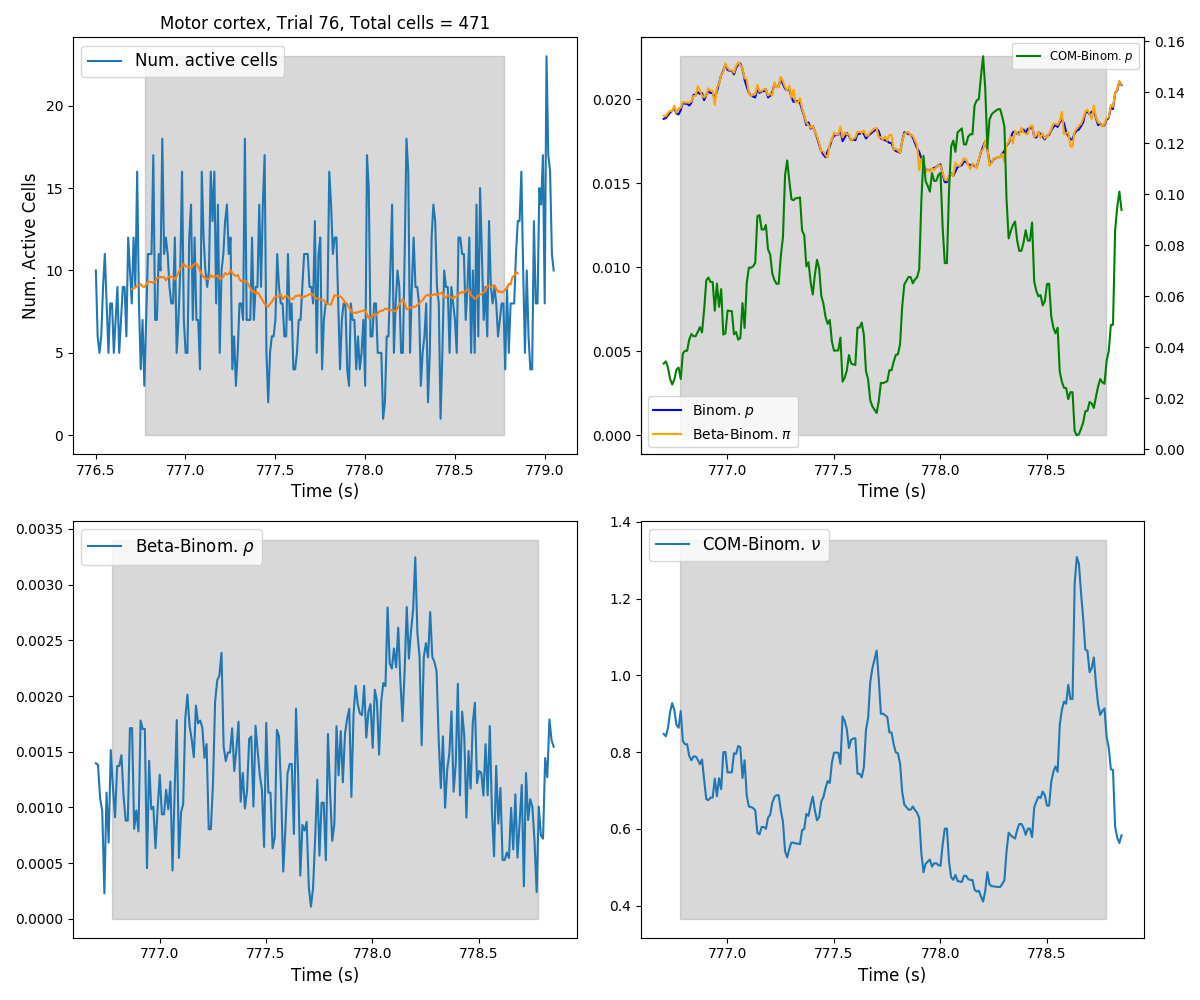 Motor cortex, Trial 76, Total cells = 471
Num. active cells
Num. Active Cells
20
15
10
5
0
776.5 777.0 777.5 778.0 778.5 779.0
Time (s)
COM-Binom. p
Binom. p
Beta-Binom. π
0.020
0.015
0.010
0.005
0.000
0.16
0.14
0.12
0.10
0.08
0.06
0.04
0.02
0.00
777.0 777.5 778.0 778.5
Time (s)
Beta-Binom. ρ
0.0035
0.0030
0.0025
0.0020
0.0015
0.0010
0.0005
0.0000
777.0 777.5 778.0 778.5
Time (s)
COM-Binom. ν
1.4
1.2
1.0
0.8
0.6
0.4
777.0 777.5 778.0 778.5
Time (s)